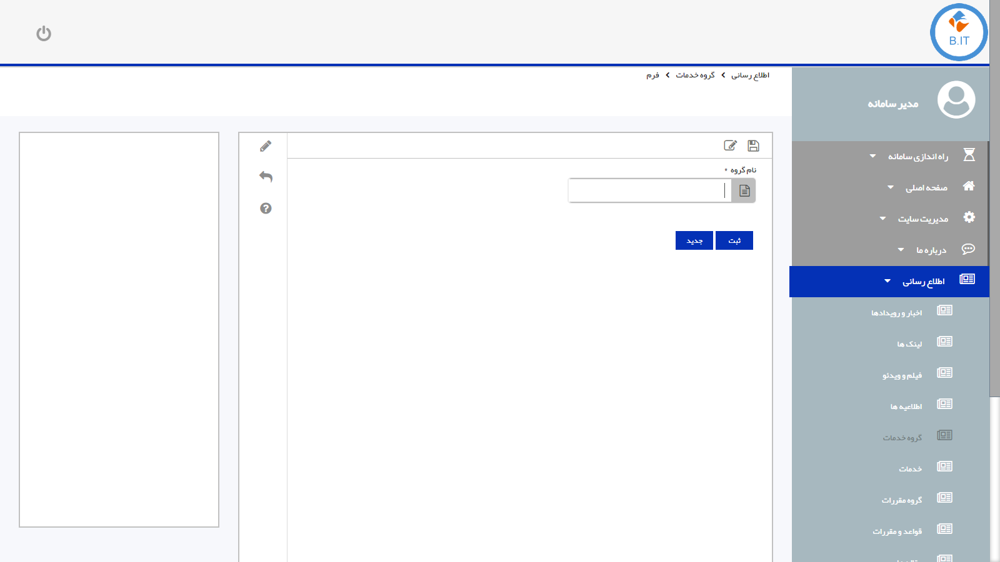 B.IT
اطلاع رسانی > گروه خدمات > فرم
مدیر سامانه
راه اندازی سامانه
صفحه اصلی
مدیریت سایت
درباره ما
اطلاع رسانی
اخبار و رویدادها
لینک ها
فیلم و ویدئو
اطلاعیه ها
گروه خدمات
خدمات
گروه مقررات
قواعد و مقررات
نام گروه *
ثبت
جدید